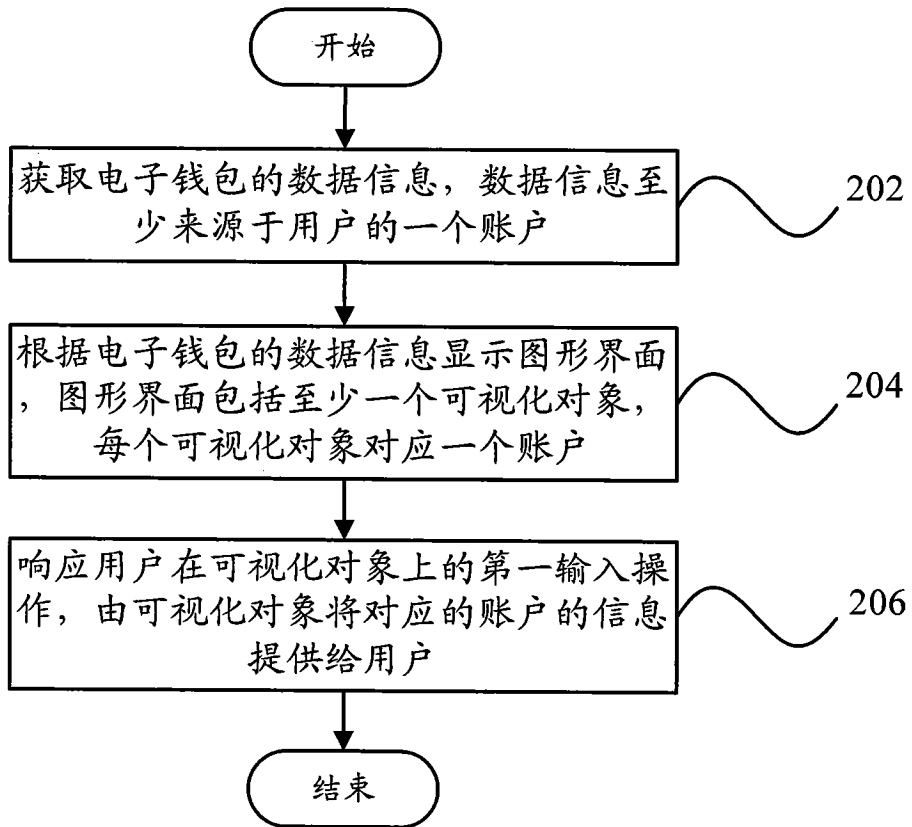 开始
获取电子钱包的数据信息，数据信息至
少来源于用户的一个账户
202
根据电子钱包的数据信息显示图形界面
，图形界面包括至少一个可视化对象，
每个可视化对象对应一个账户
204
响应用户在可视化对象上的第一输入操
作，由可视化对象将对应的账户的信息
提供给用户
206
结束